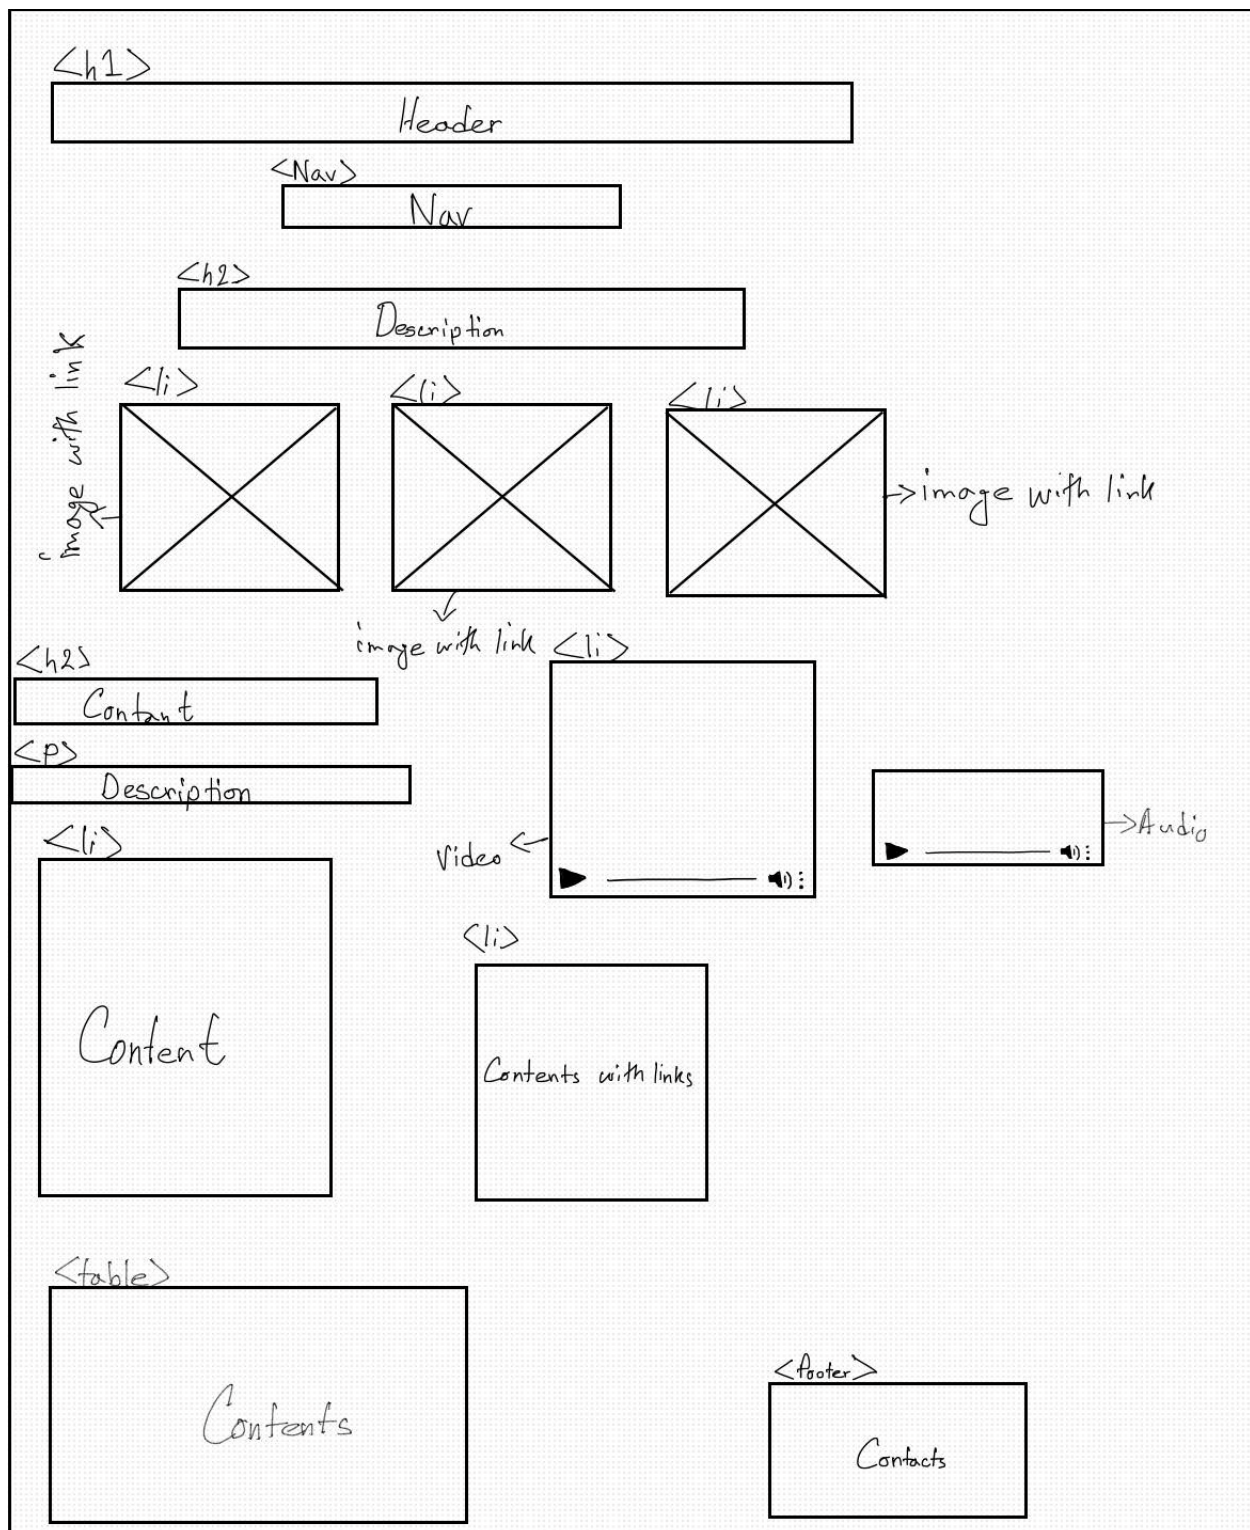 <h1>
Header
<Nav>
Nav
<h2>
Description
image with link
<li>
<li>
<li>
image with link
image with link
<h2>
Contant
<p>
Description
<li>
Video
<li>
Audio
Content
<li>
Contents with links
<table>
Contents
<footer>
Contacts